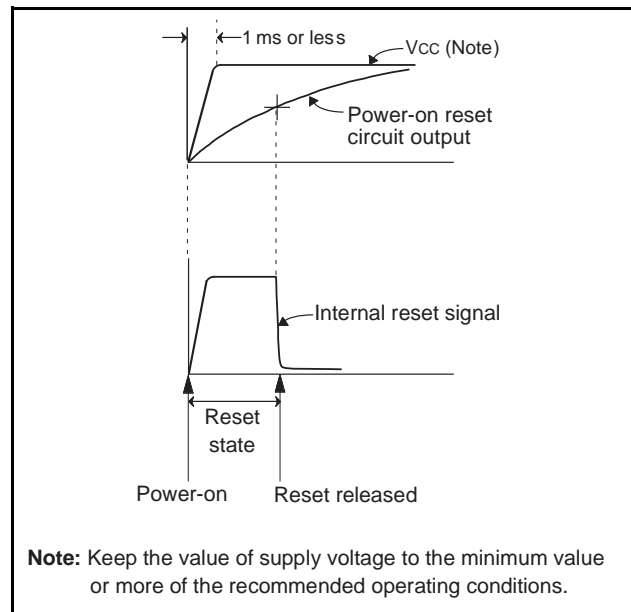 1 ms or less
VCC (Note)
Power-on reset
circuit output
Internal reset signal
Reset
state
Power-on
Reset released
Note: Keep the value of supply voltage to the minimum value
or more of the recommended operating conditions.